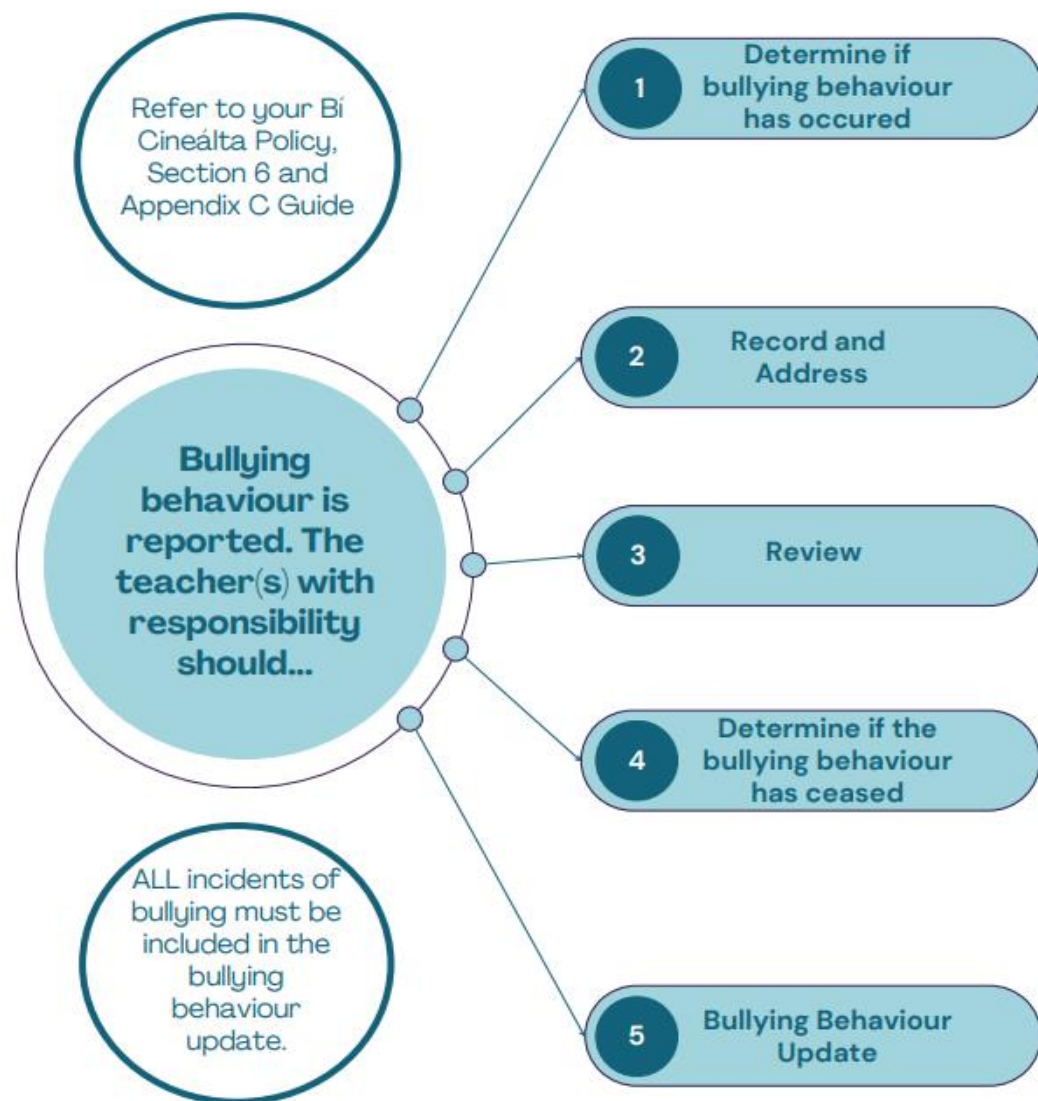 Refer to your Bí
Cineálta Policy,
Section 6 and
Appendix C Guide
Bullying
behaviour is
reported. The
teacher(s) with
responsibility
should...
ALL incidents of
bullying must be
included in the
bullying
behaviour
update.
1
Determine if
bullying behaviour
has occured
2
Record and
Address
3
Review
4
Determine if the
bullying behaviour
has ceased
5
Bullying Behaviour
Update